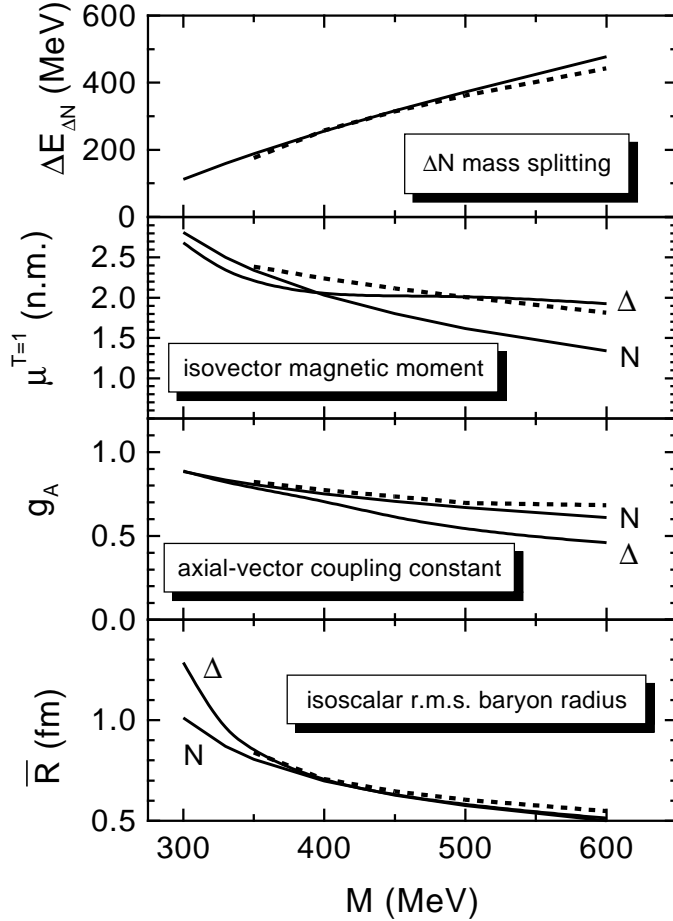 600
400
200
0
ΔE_ΔN (MeV)
ΔN mass splitting
2.5
2.0
1.5
1.0
μ^T=1 (n.m.)
Δ
N
isovector magnetic moment
1.0
0.5
0.0
g_A
N
Δ
axial-vector coupling constant
1.0
0.5
R̅ (fm)
Δ
N
isoscalar r.m.s. baryon radius
300 400 500 600
M (MeV)